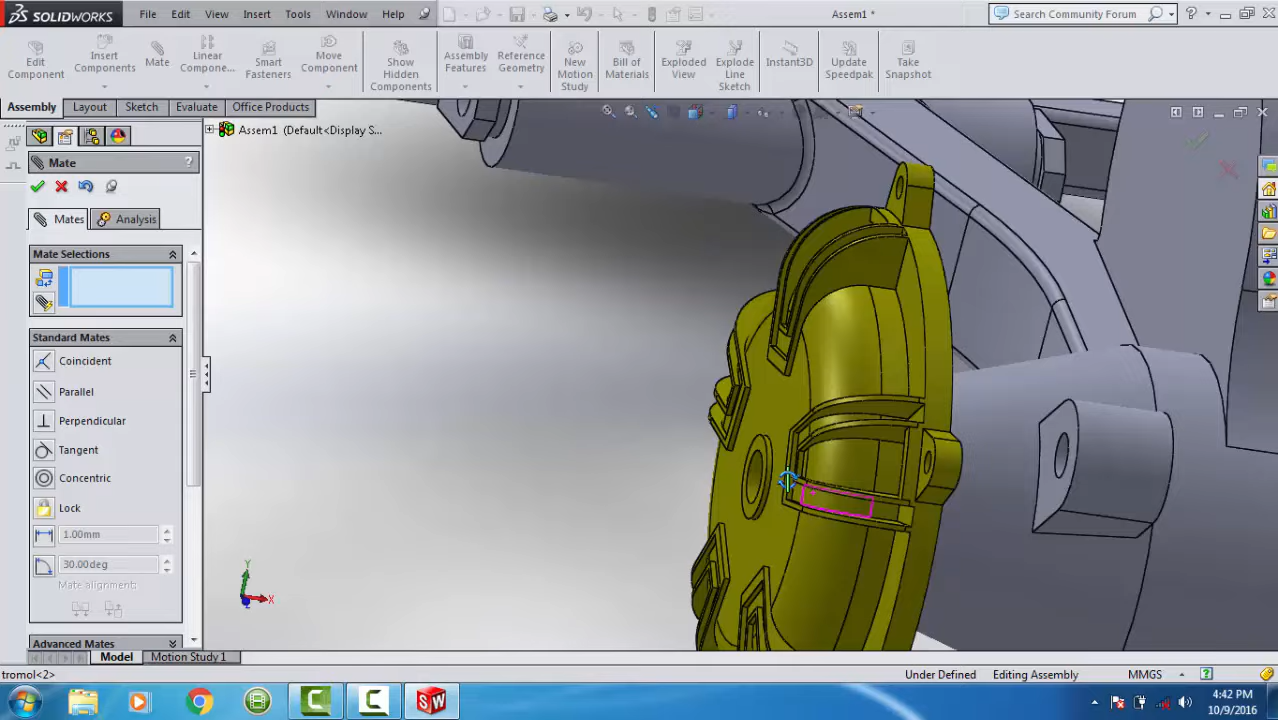 SOLIDWORKS File Edit View Insert Tools Window Help Assem1 * Search Community Forum
Edit Component
Insert Components
Mate
Linear Compone...
Smart Fasteners
Move Component
Show Hidden Components
Assembly Features
Reference Geometry
New Motion Study
Bill of Materials
Exploded View
Explode Line Sketch
Instant3D
Update Speedpak
Take Snapshot
Assembly Layout Sketch Evaluate Office Products
Assem1 (Default<Display S...
Mate ?
Mates Analysis
Mate Selections
Standard Mates
Coincident
Parallel
Perpendicular
Tangent
Concentric
Lock
1.00mm
30.00deg
Mate alignment:
Advanced Mates
Y
X
Z
Model Motion Study 1
tromol<2> Under Defined Editing Assembly MMGS ?
4:42 PM
10/9/2016